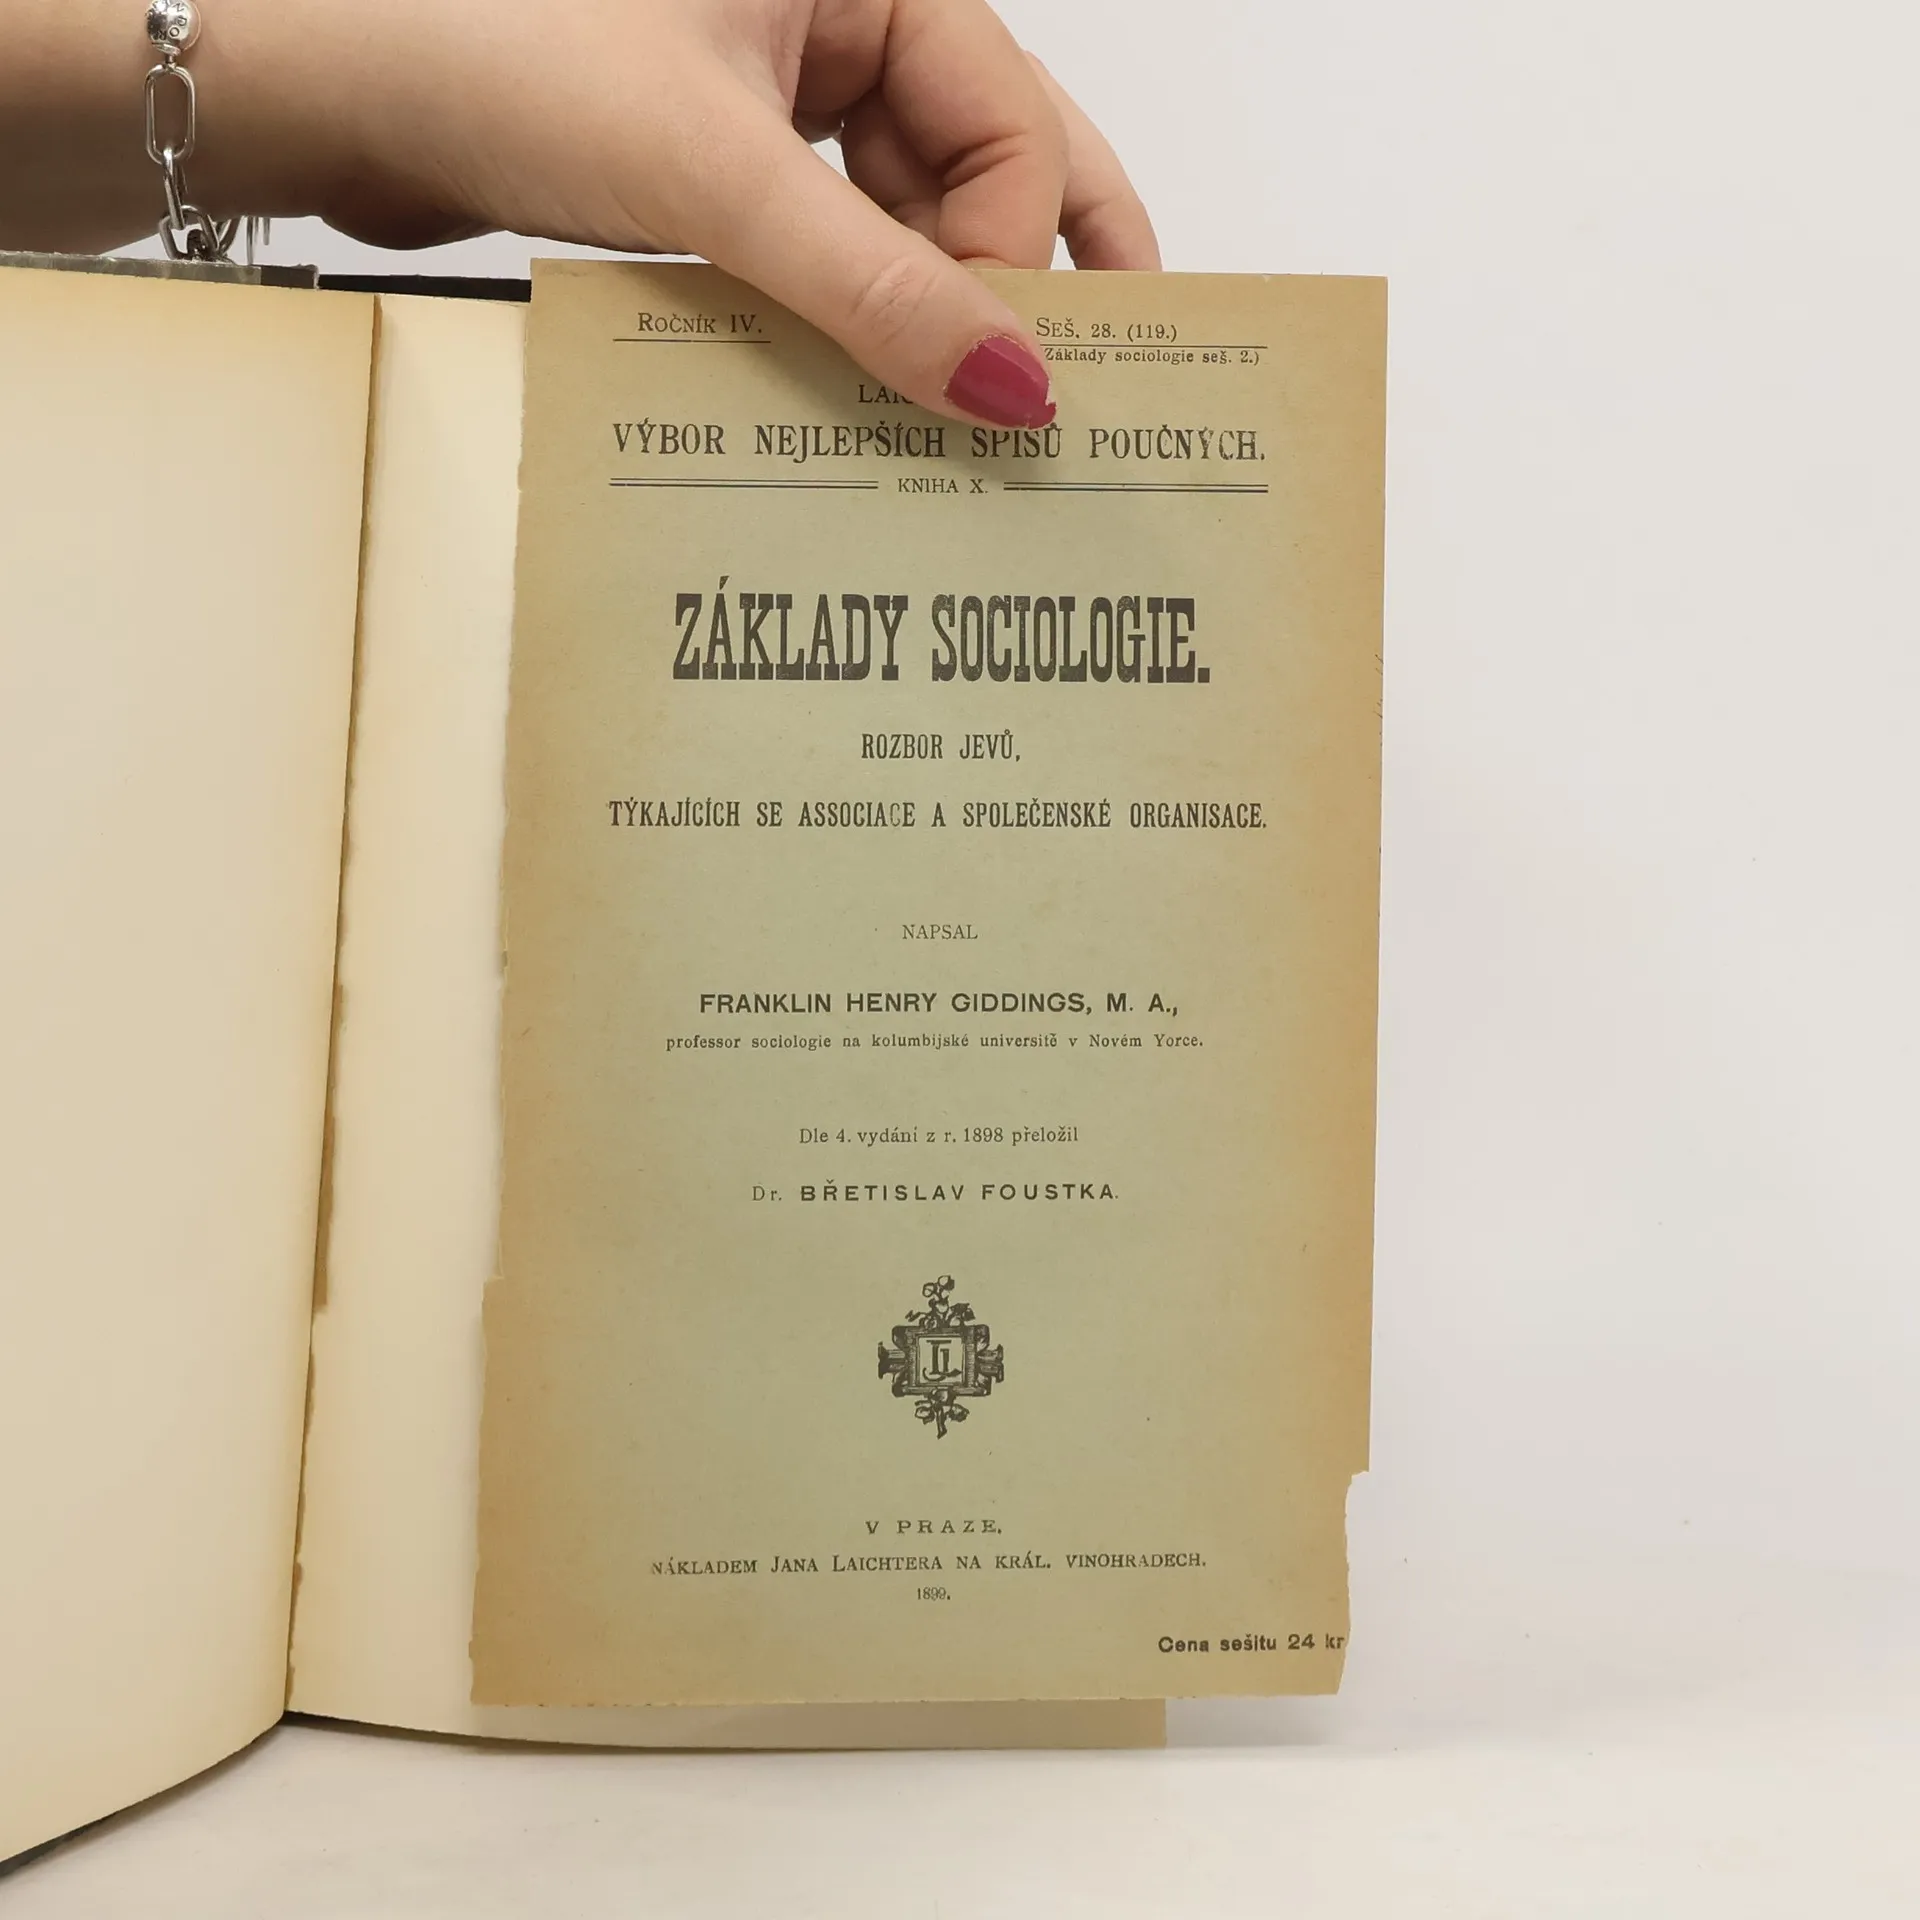 Ročník IV.
Seš. 28. (119.)
Základy sociologie seš. 2.)
VÝBOR NEJLEPŠÍCH SPISŮ POUČNÝCH.
KNIHA X.
ZÁKLADY SOCIOLOGIE.
ROZBOR JEVŮ,
TÝKAJÍCÍCH SE ASSOCIACE A SPOLEČENSKÉ ORGANISACE.
NAPSAL
FRANKLIN HENRY GIDDINGS, M. A.,
professor sociologie na kolumbijské universitě v Novém Yorce.
Dle 4. vydání z r. 1898 přeložil
Dr. BŘETISLAV FOUSTKA.
JL
V PRAZE.
NÁKLADEM JANA LAICHTERA NA KRÁL. VINOHRADECH.
1899.
Cena sešitu 24 kr